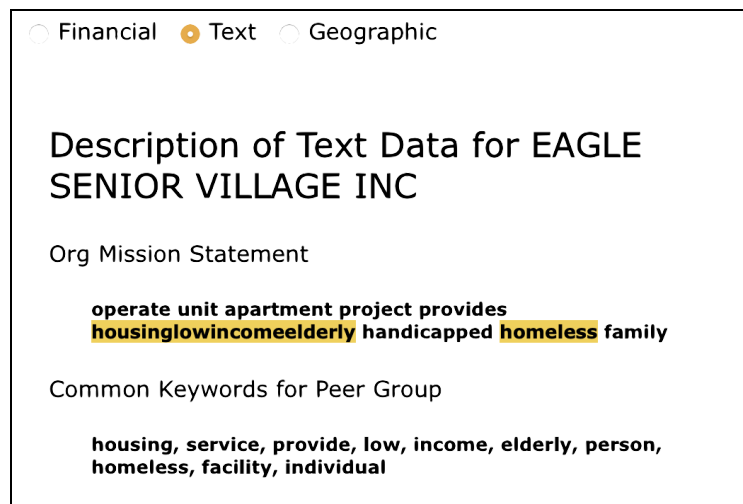 Financial Text Geographic
Description of Text Data for EAGLE
SENIOR VILLAGE INC
Org Mission Statement
operate unit apartment project provides
housinglowincomeelderly handicapped homeless family
Common Keywords for Peer Group
housing, service, provide, low, income, elderly, person,
homeless, facility, individual